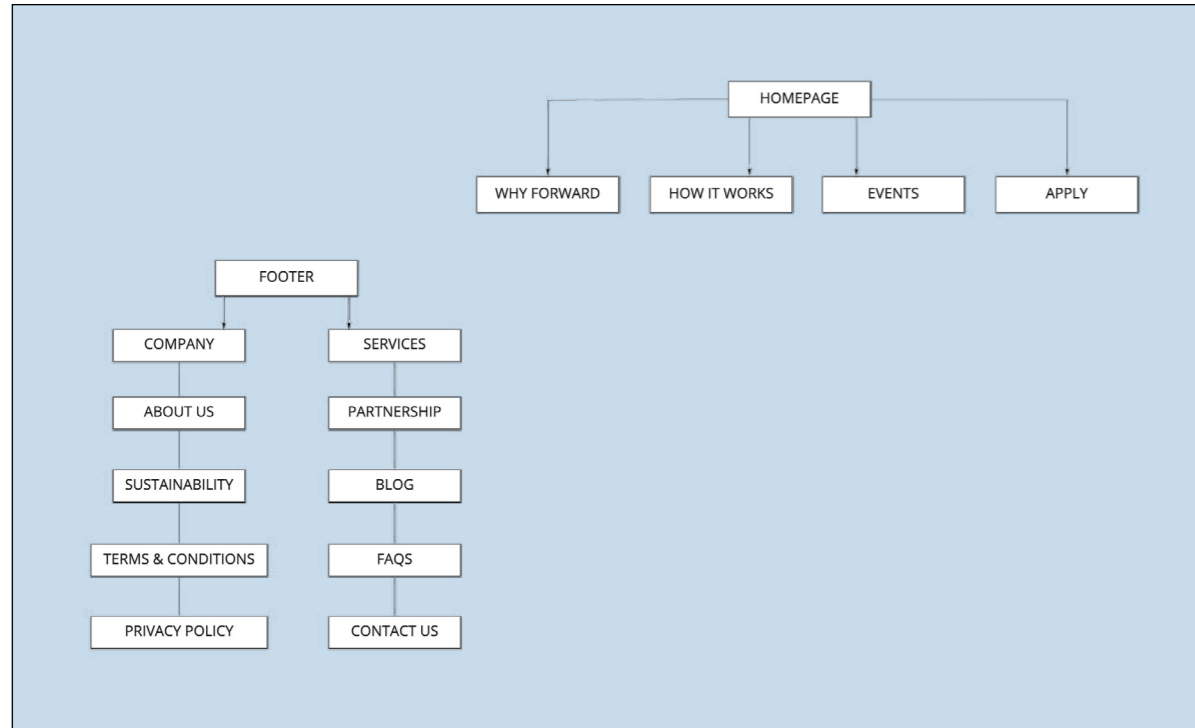 HOMEPAGE
WHY FORWARD
HOW IT WORKS
EVENTS
APPLY
FOOTER
COMPANY
SERVICES
ABOUT US
PARTNERSHIP
SUSTAINABILITY
BLOG
TERMS & CONDITIONS
FAQS
PRIVACY POLICY
CONTACT US